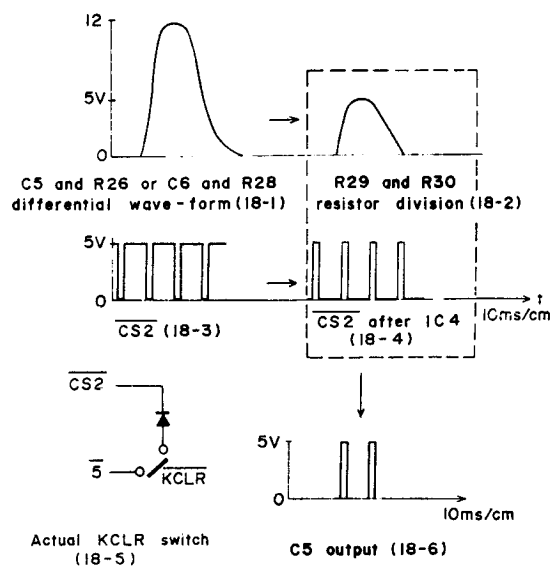 12
5V
0
C5 and R26 or C6 and R28
differential wave-form (18-1)
R29 and R30
resistor division (18-2)
5V
0
CS2 (18-3)
t
10ms/cm
CS2 after IC4
(18-4)
CS2
5
KCLR
Actual KCLR switch
(18-5)
5V
0
10ms/cm
C5 output (18-6)